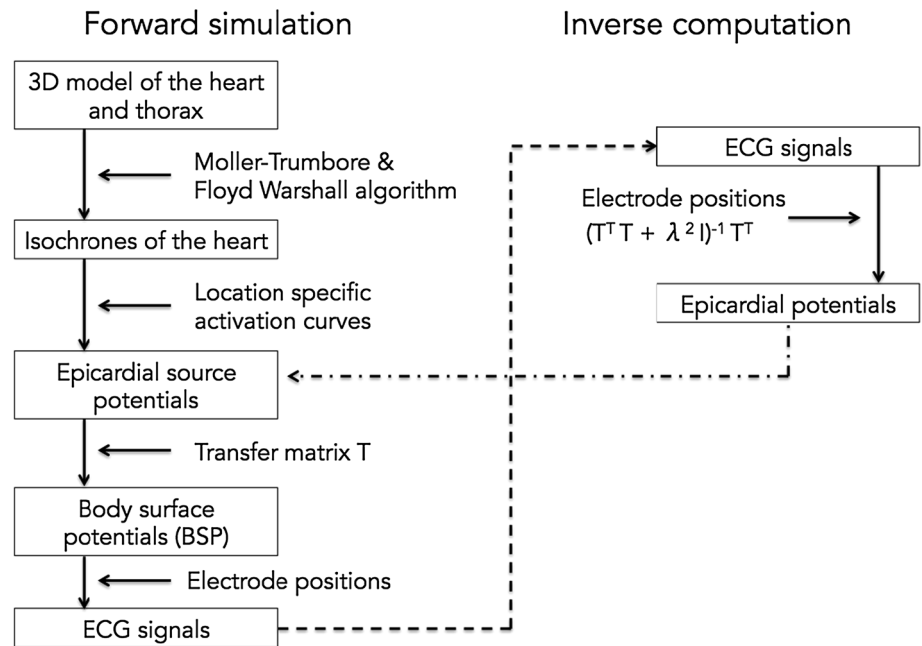 Forward simulation
3D model of the heart
and thorax
Moller-Trumbore &
Floyd Warshall algorithm
Isochrones of the heart
Location specific
activation curves
Epicardial source
potentials
Transfer matrix T
Body surface
potentials (BSP)
Electrode positions
ECG signals
Inverse computation
ECG signals
Electrode positions
(Tᵀ T + λ ² I)⁻¹ Tᵀ
Epicardial potentials